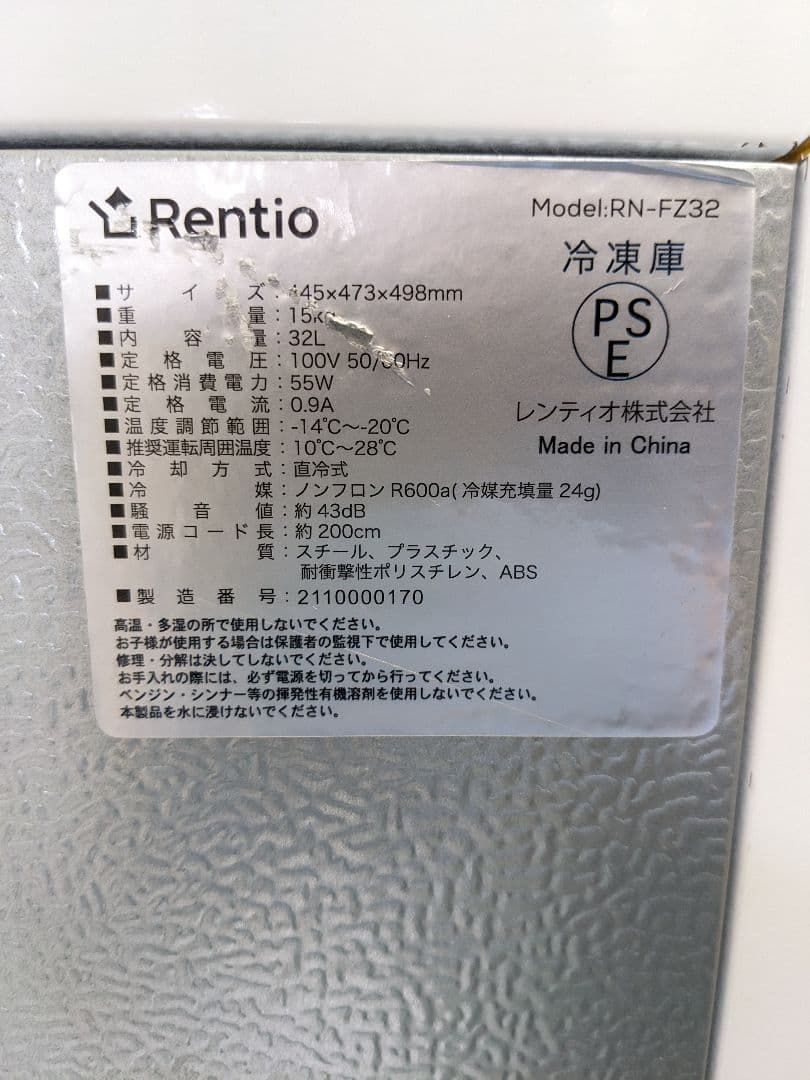 Rentio
Model:RN-FZ32
冷凍庫
PSE
レンティオ株式会社
Made in China
■サイズ：445×473×498mm
■重量：15kg
■内容量：32L
■定格電圧：100V 50/60Hz
■定格消費電力：55W
■定格電流：0.9A
■温度調節範囲：-14℃～-20℃
■推奨運転周囲温度：10℃～28℃
■冷却方式：直冷式
■冷媒：ノンフロン R600a(冷媒充填量 24g)
■騒音値：約 43dB
■電源コード長：約 200cm
■材質：スチール、プラスチック、
耐衝撃性ポリスチレン、ABS
■製造番号：2110000170
高温・多湿の所で使用しないでください。
お子様が使用する場合は保護者の監視下で使用してください。
修理・分解は決してしないでください。
お手入れの際には、必ず電源を切ってから行ってください。
ベンジン・シンナー等の揮発性有機溶剤を使用しないでください。
本製品を水に浸けないでください。